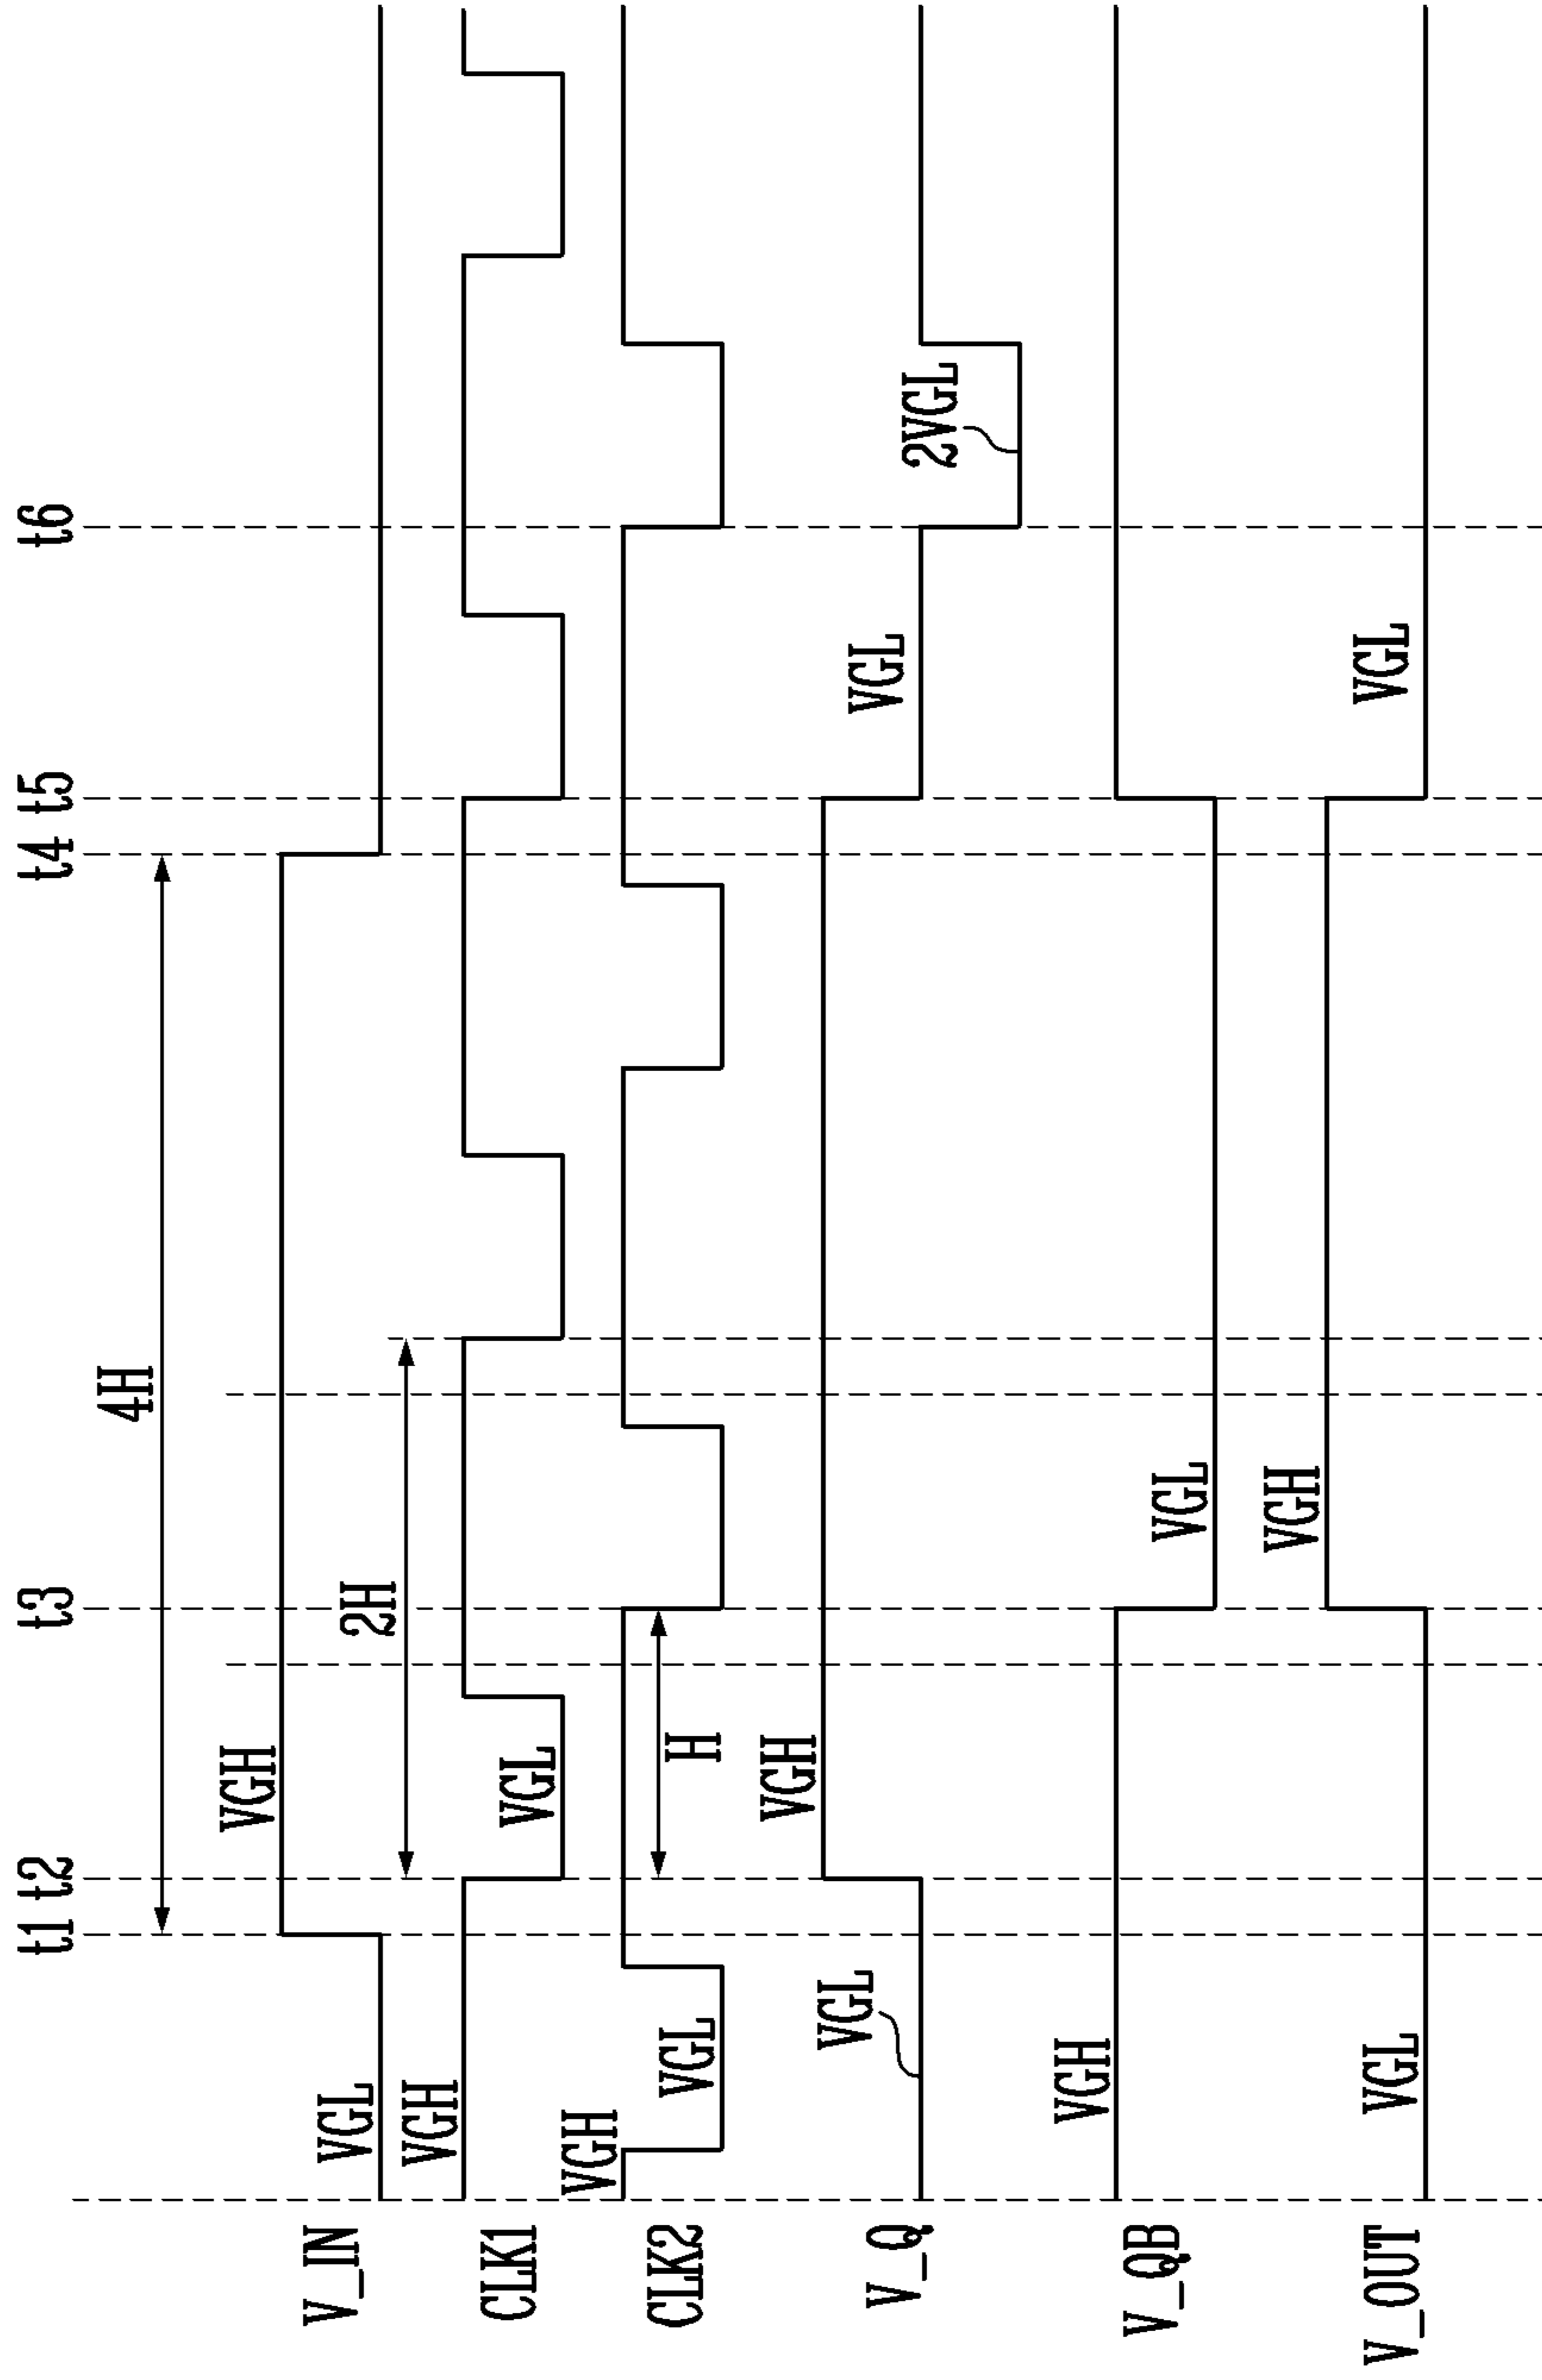 t1 t2 t3 t4 t5 t6
4H
V_IN VGL VGH
2H
CLK1 VGH VGL
CLK2 VGH VGL H
V_Q VGL VGH VGL 2VGL
V_QB VGH VGL
V_OUT VGL VGH VGL